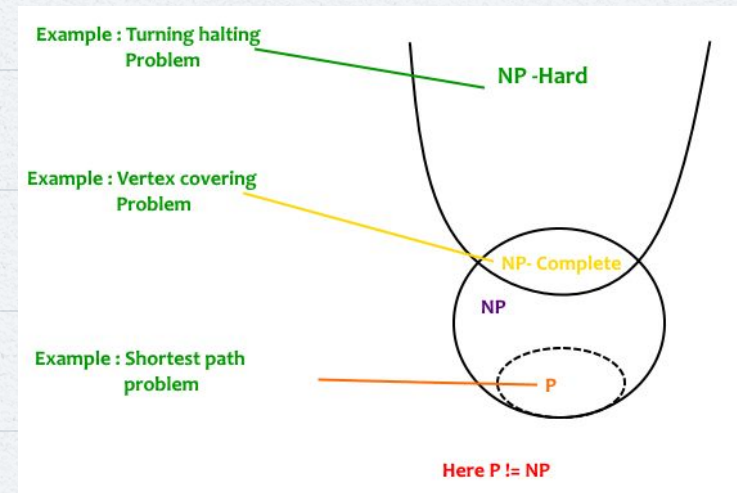 Example : Turning halting
Problem
NP -Hard
Example : Vertex covering
Problem
NP- Complete
NP
Example : Shortest path
problem
P
Here P != NP